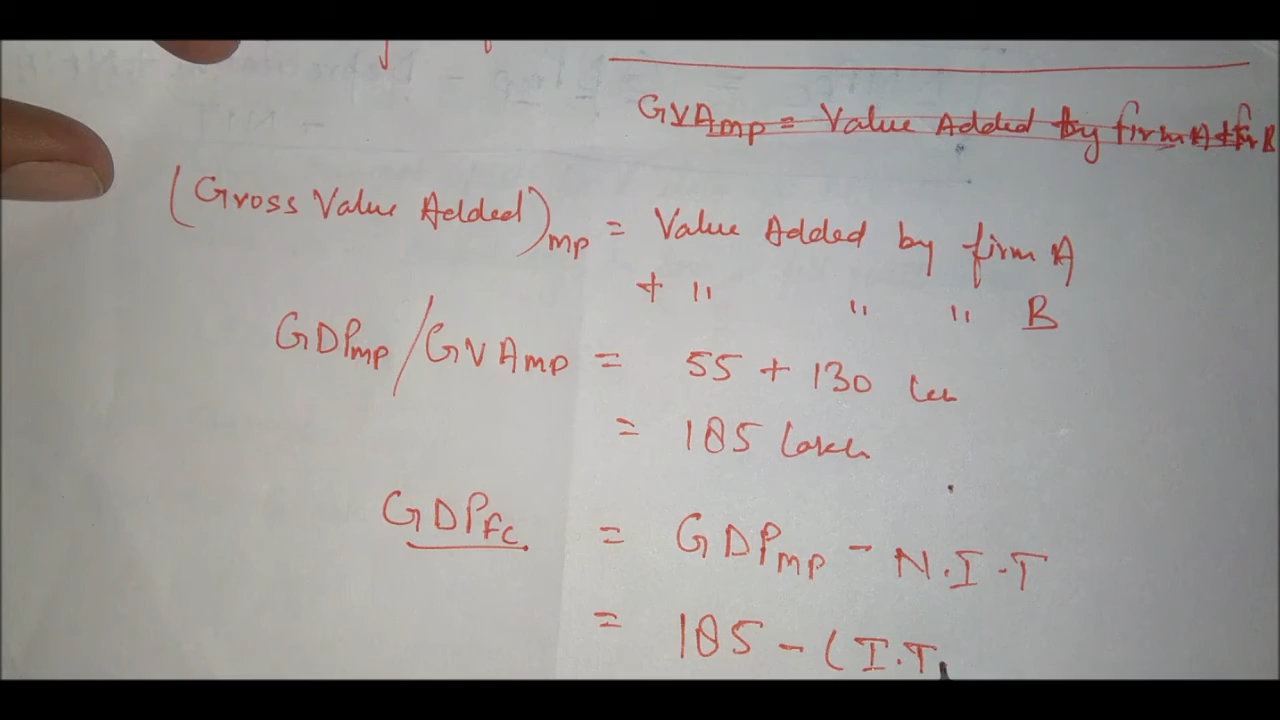 GVAmp = Value Added by firm A + fir B
(Gross Value Added)mp = Value Added by firm A
+ " " " B
GDPmp/GVAmp = 55 + 130
= 185 Lakh
GDPFC = GDPmp - N.I.T
= 185 - (I.T.